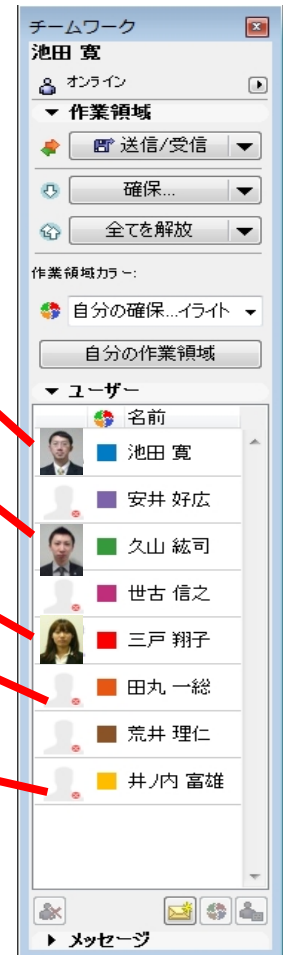 チームワーク
池田 寛
オンライン
作業領域
送信/受信
確保...
全てを解放
作業領域カラー:
自分の確保...イライト
自分の作業領域
ユーザー
名前
池田 寛
安井 好広
久山 紘司
世古 信之
三戸 翔子
田丸 一総
荒井 理仁
井ノ内 富雄
メッセージ